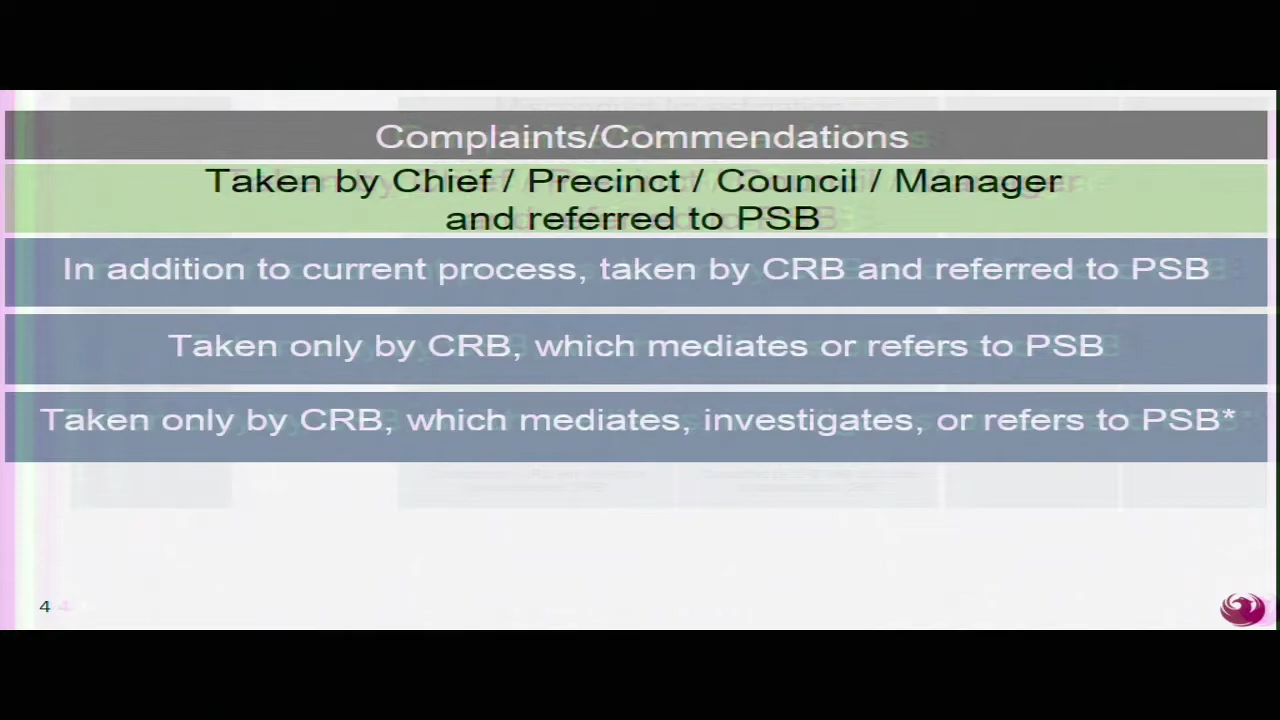 Complaints/Commendations
Taken by Chief / Precinct / Council / Manager
and referred to PSB
In addition to current process, taken by CRB and referred to PSB
Taken only by CRB, which mediates or refers to PSB
Taken only by CRB, which mediates, investigates, or refers to PSB*
4